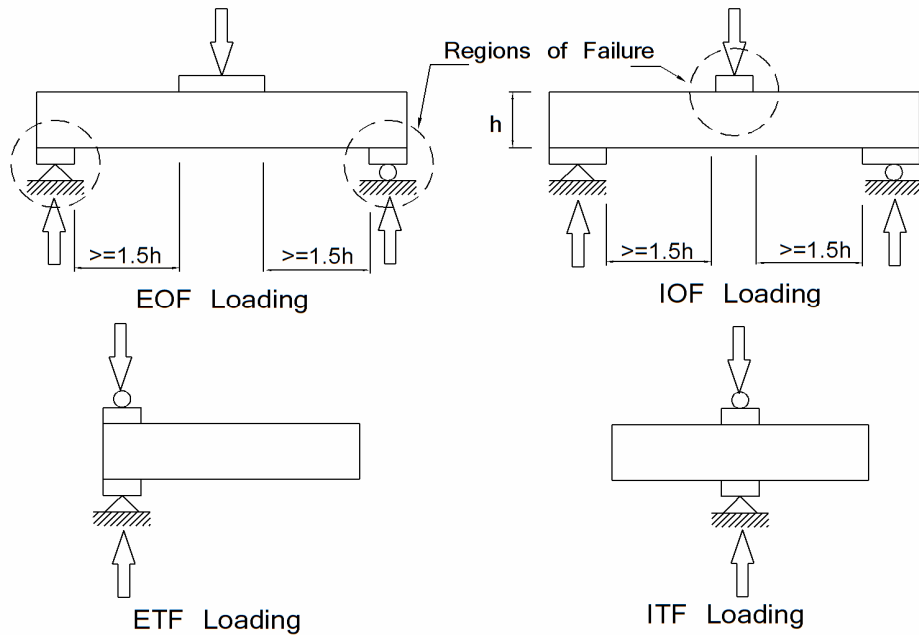 Regions of Failure
h
>=1.5h
>=1.5h
>=1.5h
>=1.5h
EOF Loading
IOF Loading
ETF Loading
ITF Loading